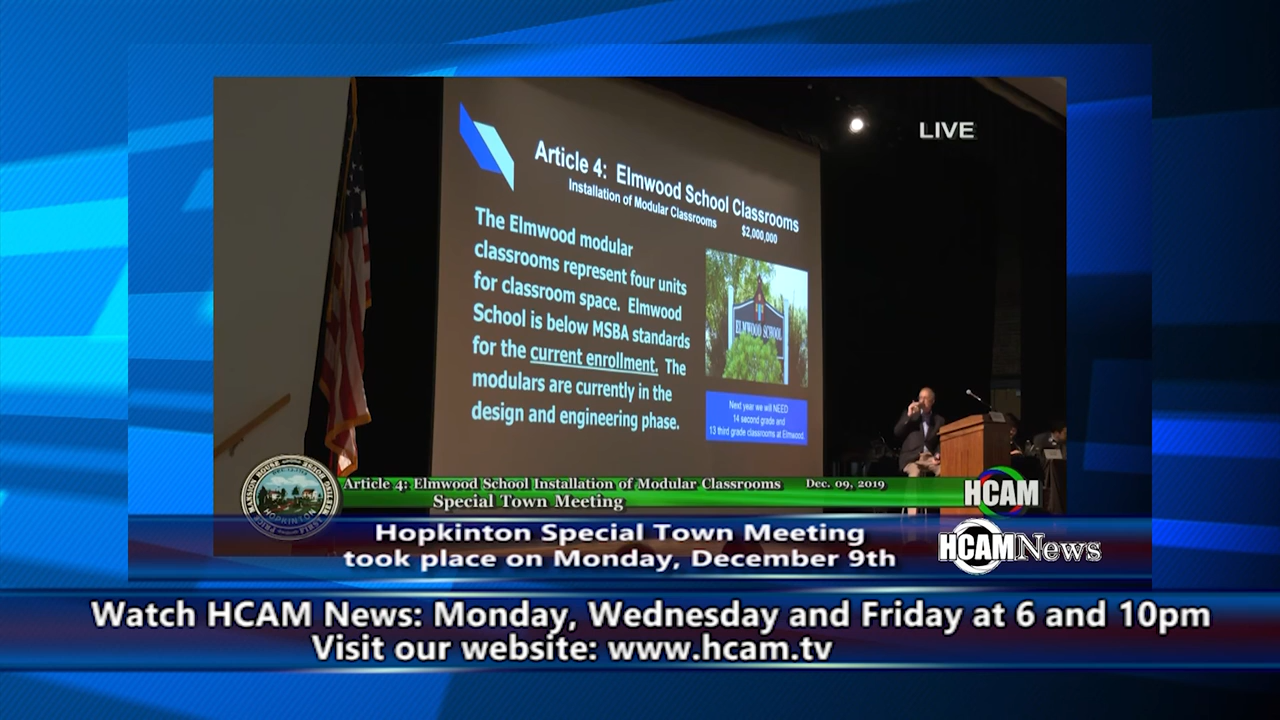 LIVE
Article 4: Elmwood School Classrooms
Installation of Modular Classrooms
$2,000,000
The Elmwood modular
classrooms represent four units
for classroom space. Elmwood
School is below MSBA standards
for the current enrollment. The
modulars are currently in the
design and engineering phase.
ELMWOOD SCHOOL
Next year we will NEED
14 second grade and
13 third grade classrooms at Elmwood.
HOPKINTON
Article 4: Elmwood School Installation of Modular Classrooms Dec. 09, 2019
Special Town Meeting
HCAM
Hopkinton Special Town Meeting
took place on Monday, December 9th
HCAM News
Watch HCAM News: Monday, Wednesday and Friday at 6 and 10pm
Visit our website: www.hcam.tv